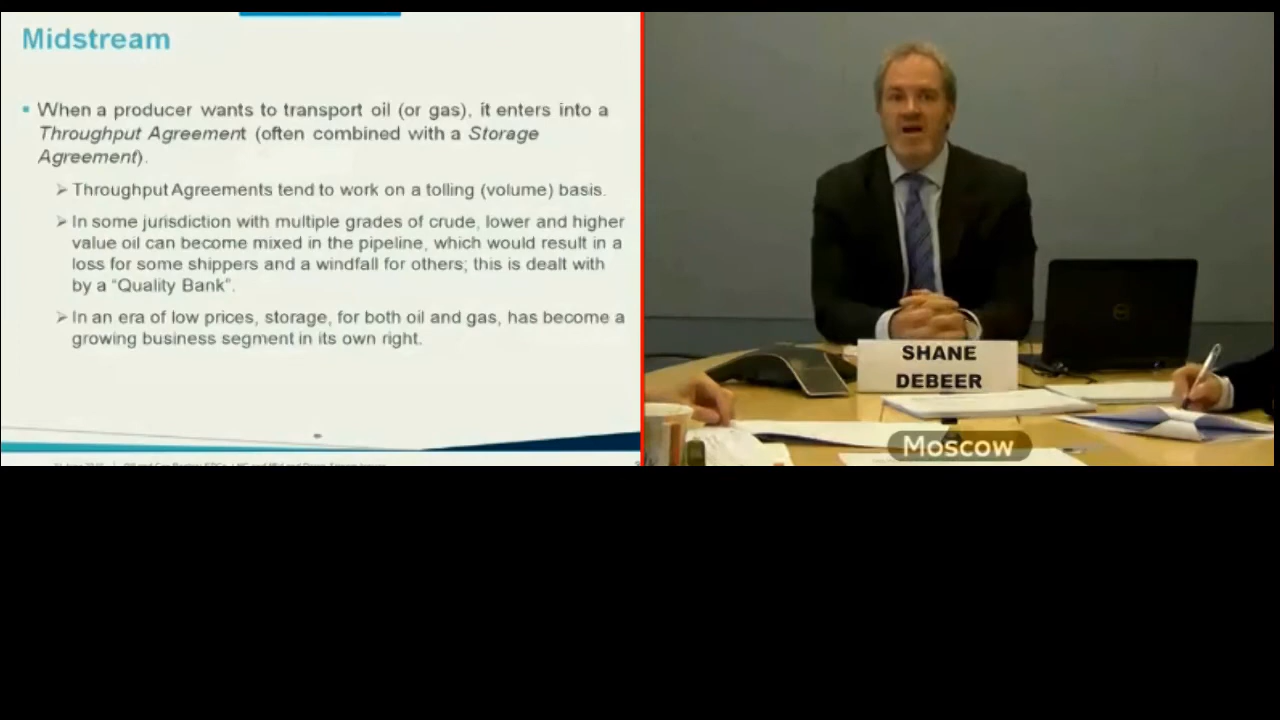 Midstream
When a producer wants to transport oil (or gas), it enters into a
Throughput Agreement (often combined with a Storage
Agreement).
Throughput Agreements tend to work on a tolling (volume) basis.
In some jurisdiction with multiple grades of crude, lower and higher
value oil can become mixed in the pipeline, which would result in a
loss for some shippers and a windfall for others; this is dealt with
by a “Quality Bank”.
In an era of low prices, storage, for both oil and gas, has become a
growing business segment in its own right.
SHANE
DEBEER
Moscow